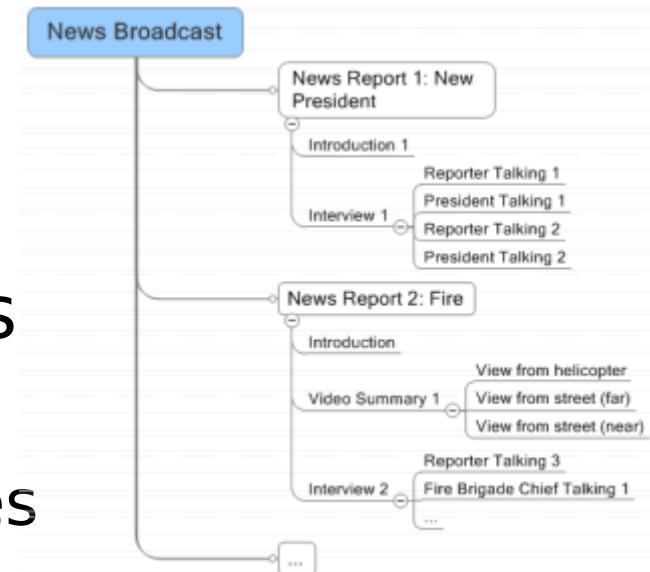 News Broadcast
News Report 1: New
President
Introduction 1
Interview 1
Reporter Talking 1
President Talking 1
Reporter Talking 2
President Talking 2
s
News Report 2: Fire
Introduction
Video Summary 1
View from helicopter
View from street (far)
View from street (near)
es
Interview 2
Reporter Talking 3
Fire Brigade Chief Talking 1
...
...